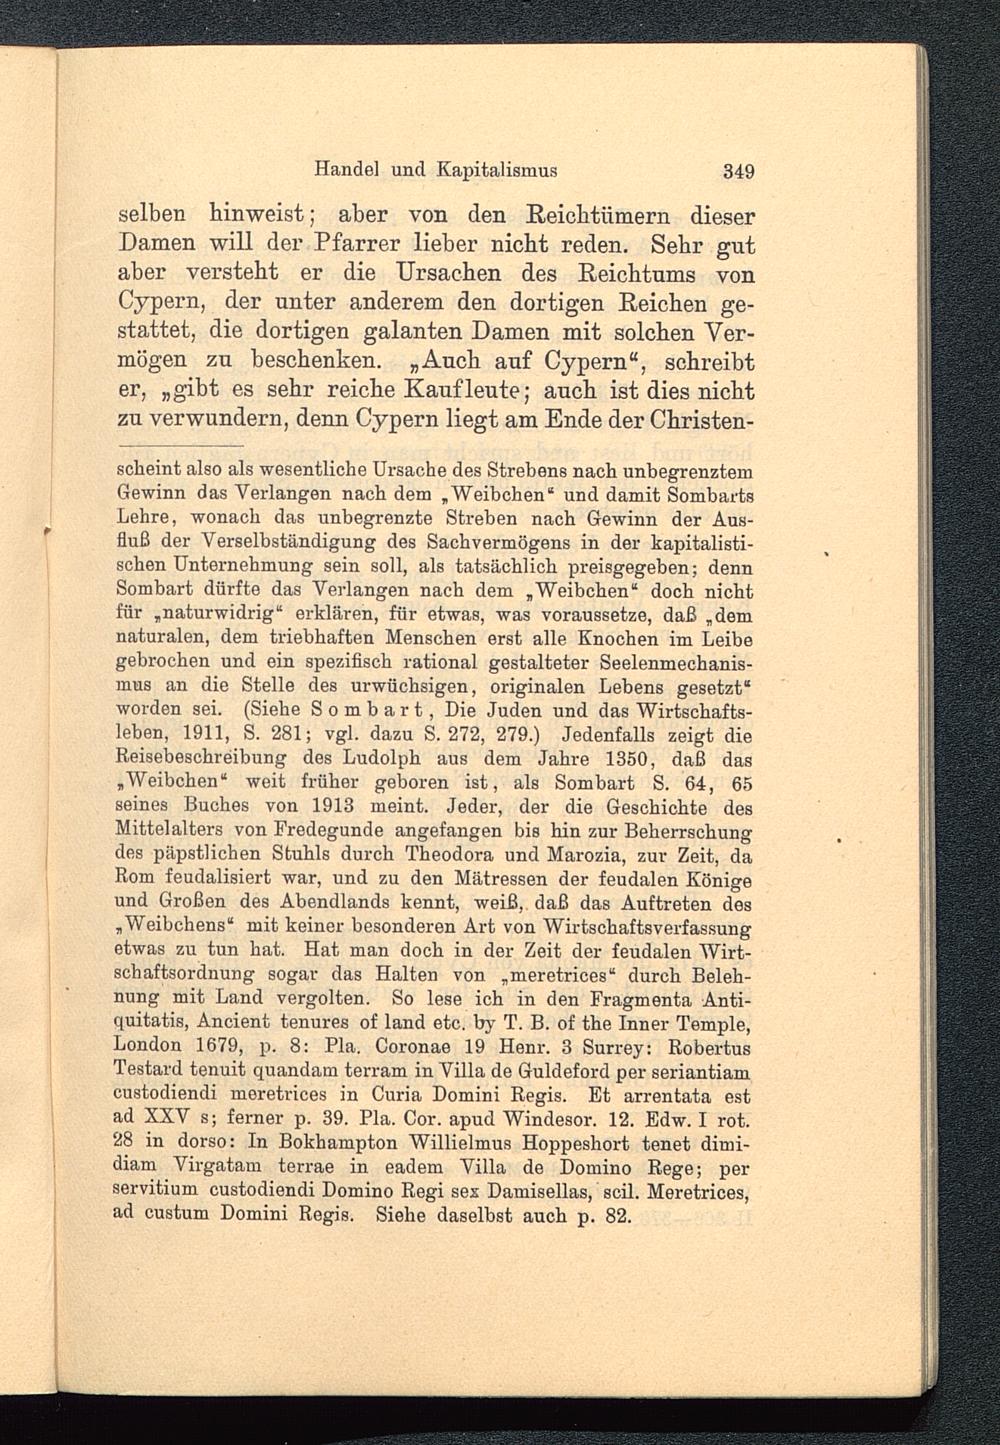 Handel und Kapitalismus 349
selben hinweist; aber von den Reichtümern dieser
Damen will der Pfarrer lieber nicht reden. Sehr gut
aber versteht er die Ursachen des Reichtums von
Cypern, der unter anderem den dortigen Reichen ge-
stattet, die dortigen galanten Damen mit solchen Ver-
mögen zu beschenken. „Auch auf Cypern“, schreibt
er, „gibt es sehr reiche Kaufleute; auch ist dies nicht
zu verwundern, denn Cypern liegt am Ende der Christen-
scheint also als wesentliche Ursache des Strebens nach unbegrenztem
Gewinn das Verlangen nach dem „Weibchen“ und damit Sombarts
Lehre, wonach das unbegrenzte Streben nach Gewinn der Aus-
fluß der Verselbständigung des Sachvermögens in der kapitalisti-
schen Unternehmung sein soll, als tatsächlich preisgegeben; denn
Sombart dürfte das Verlangen nach dem „Weibchen“ doch nicht
für „naturwidrig“ erklären, für etwas, was voraussetze, daß „dem
naturalen, dem triebhaften Menschen erst alle Knochen im Leibe
gebrochen und ein spezifisch rational gestalteter Seelenmechanis-
mus an die Stelle des urwüchsigen, originalen Lebens gesetzt“
worden sei. (Siehe Sombart, Die Juden und das Wirtschafts-
leben, 1911, S. 281; vgl. dazu S. 272, 279.) Jedenfalls zeigt die
Reisebeschreibung des Ludolph aus dem Jahre 1350, daß das
„Weibchen“ weit früher geboren ist, als Sombart S. 64, 65
seines Buches von 1913 meint. Jeder, der die Geschichte des
Mittelalters von Fredegunde angefangen bis hin zur Beherrschung
des päpstlichen Stuhls durch Theodora und Marozia, zur Zeit, da
Rom feudalisiert war, und zu den Mätressen der feudalen Könige
und Großen des Abendlands kennt, weiß, daß das Auftreten des
„Weibchens“ mit keiner besonderen Art von Wirtschaftsverfassung
etwas zu tun hat. Hat man doch in der Zeit der feudalen Wirt-
schaftsordnung sogar das Halten von „meretrices“ durch Beleh-
nung mit Land vergolten. So lese ich in den Fragmenta Anti-
quitatis, Ancient tenures of land etc. by T. B. of the Inner Temple,
London 1679, p. 8: Pla. Coronae 19 Henr. 3 Surrey: Robertus
Testard tenuit quandam terram in Villa de Guldeford per seriantiam
custodiendi meretrices in Curia Domini Regis. Et arrentata est
ad XXV s; ferner p. 39. Pla. Cor. apud Windesor. 12. Edw. I rot.
28 in dorso: In Bokhampton Willielmus Hoppeshort tenet dimi-
diam Virgatam terrae in eadem Villa de Domino Rege; per
servitium custodiendi Domino Regi sex Damisellas, scil. Meretrices,
ad custum Domini Regis. Siehe daselbst auch p. 82.